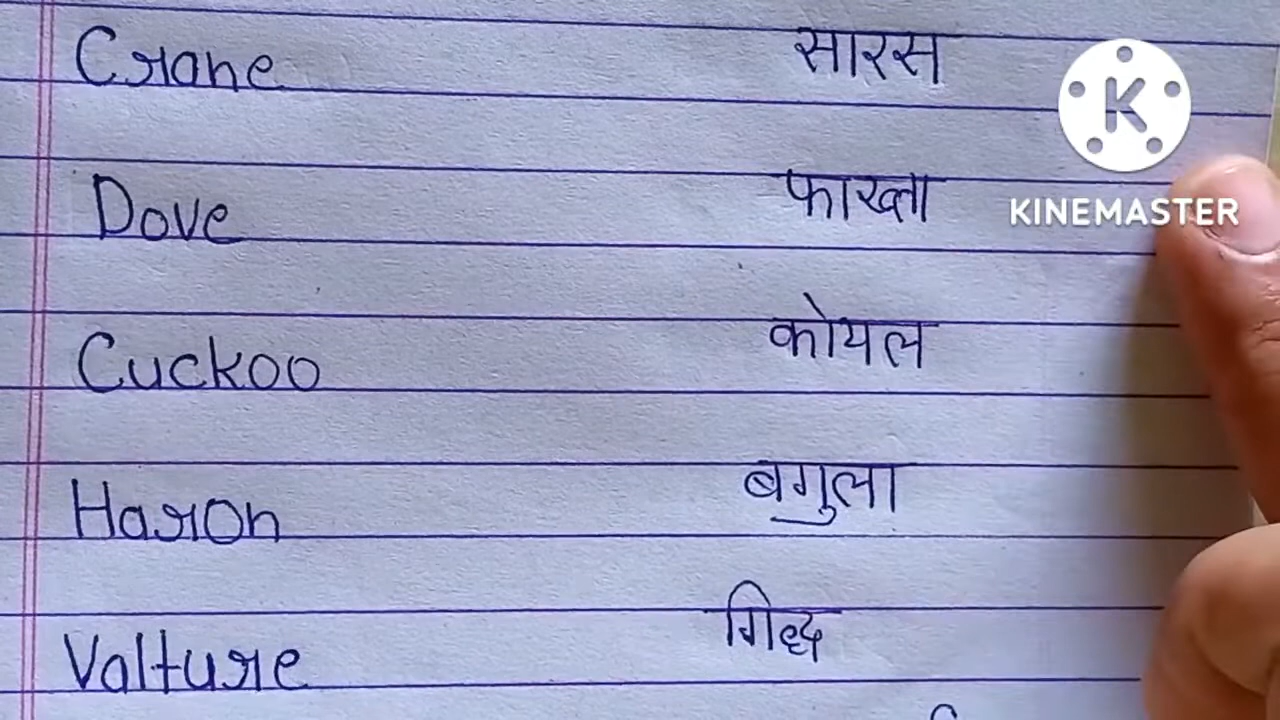 Crane सारस
Dove फाख्ता
KINEMASTER
Cuckoo कोयल
Haron बगुला
Valture गिद्ध